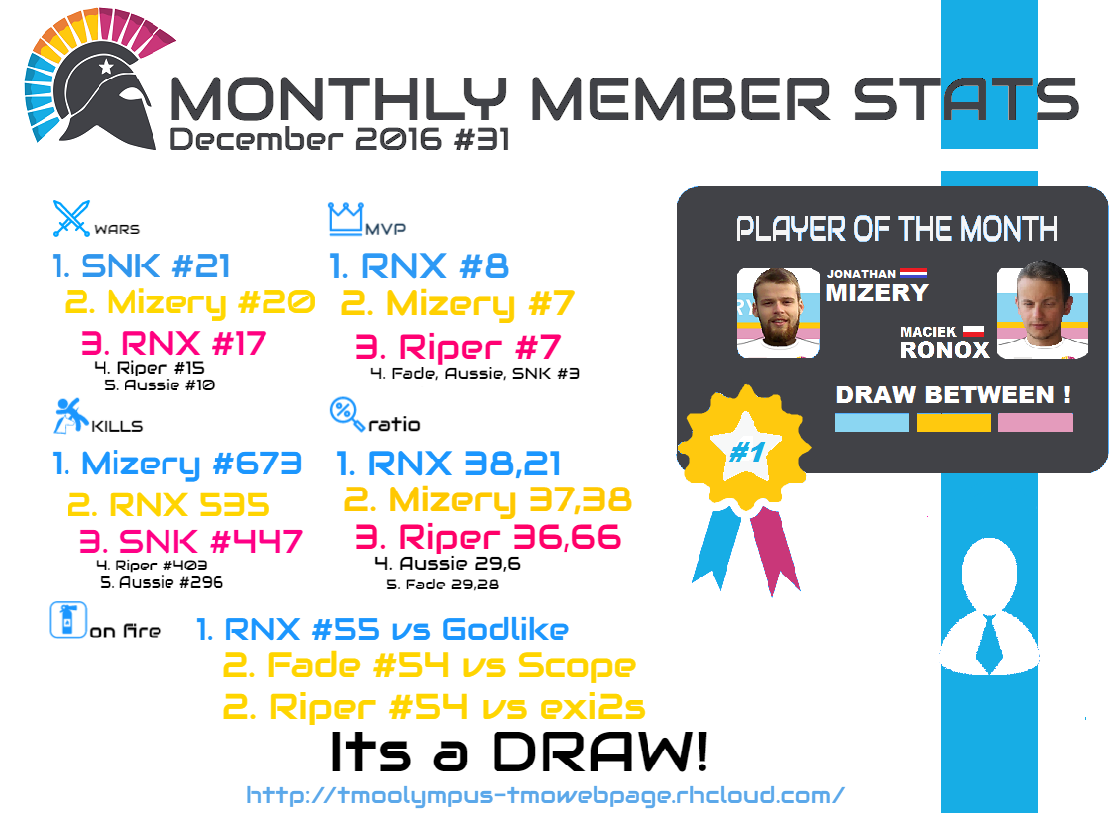 MONTHLY MEMBER STATS
December 2016 #31
WARS
1. SNK #21
2. Mizery #20
3. RNX #17
4. Riper #15
5. Aussie #10
MVP
1. RNX #8
2. Mizery #7
3. Riper #7
4. Fade, Aussie, SNK #3
KILLS
1. Mizery #673
2. RNX 535
3. SNK #447
4. Riper #403
5. Aussie #296
ratio
1. RNX 38,21
2. Mizery 37,38
3. Riper 36,66
4. Aussie 29,6
5. Fade 29,28
on fire
1. RNX #55 vs Godlike
2. Fade #54 vs Scope
2. Riper #54 vs exi2s
Its a DRAW!
http://tmoolympus-tmowebpage.rhcloud.com/
PLAYER OF THE MONTH
JONATHAN
MIZERY
MACIEK
RONOX
DRAW BETWEEN !
#1